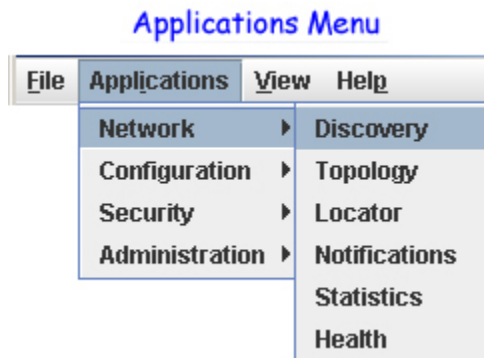 Applications Menu
File Applications View Help
Network
Configuration
Security
Administration
Discovery
Topology
Locator
Notifications
Statistics
Health